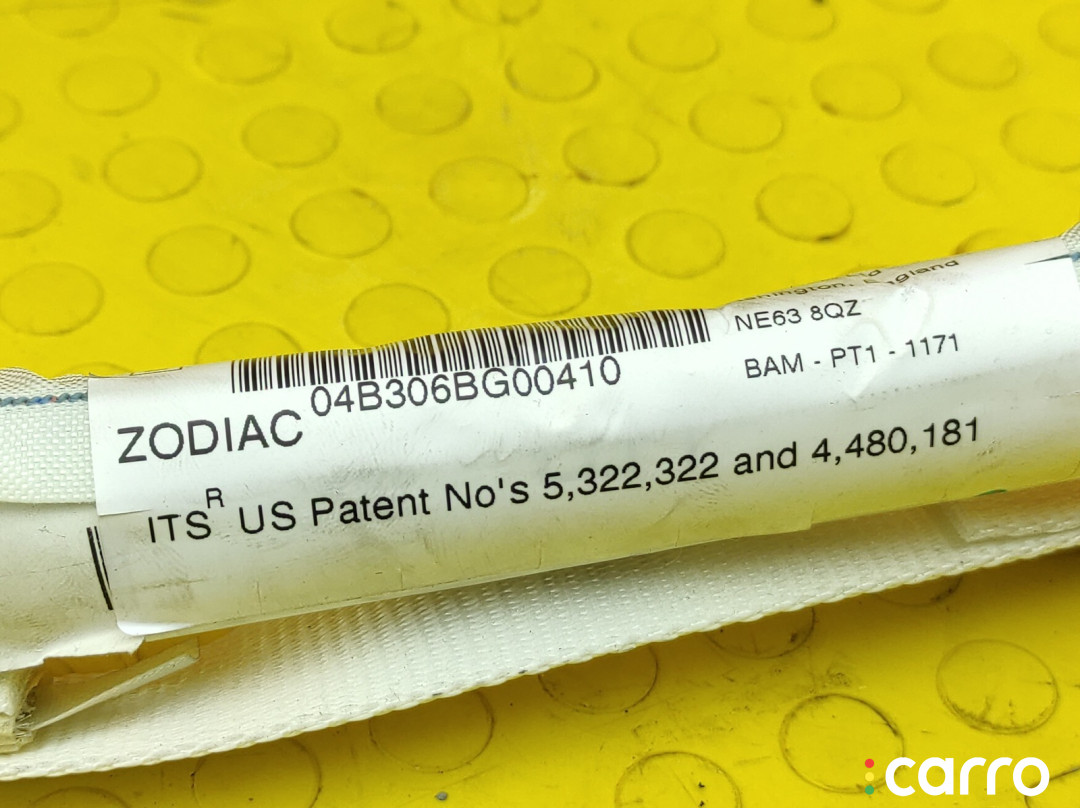 NE63 8QZ
BAM - PT1 - 1171
04B306BG00410
ZODIAC
ITS R US Patent No's 5,322,322 and 4,480,181
carro